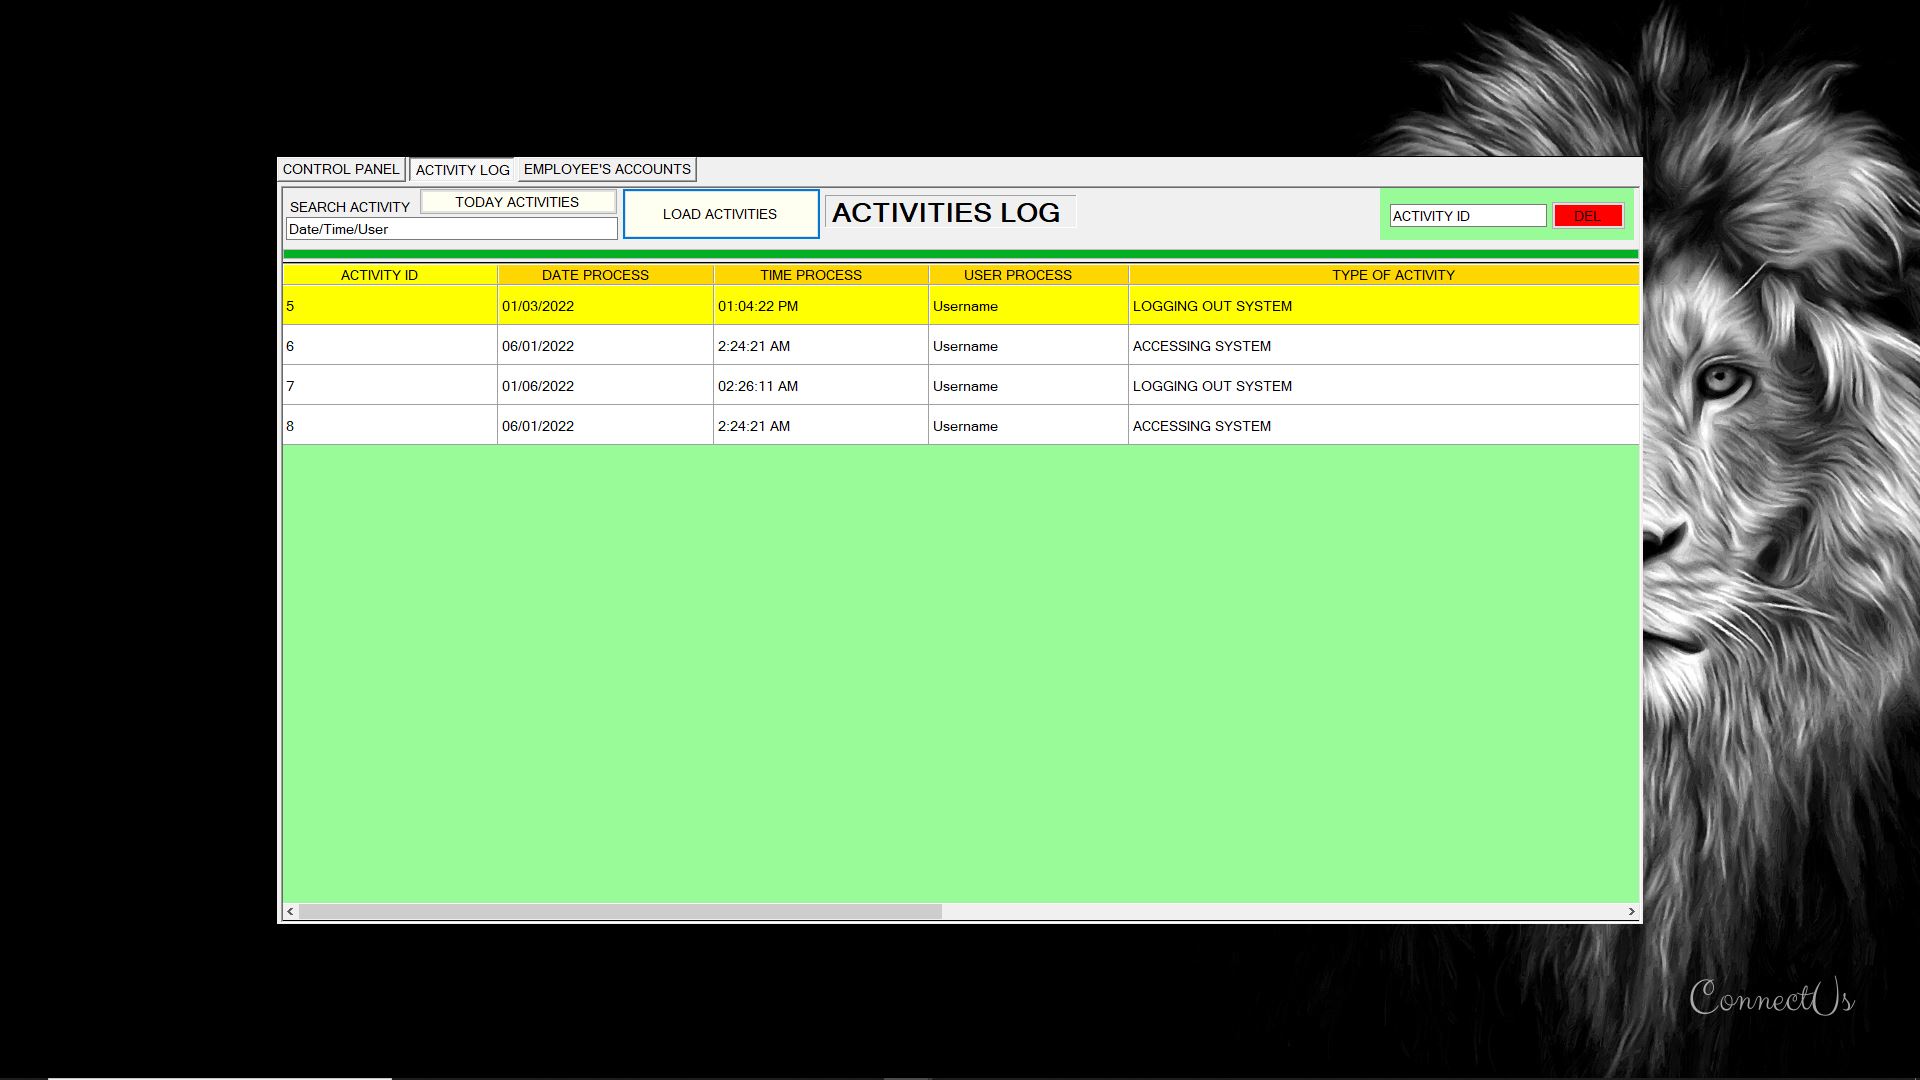 CONTROL PANEL ACTIVITY LOG EMPLOYEE'S ACCOUNTS
SEARCH ACTIVITY TODAY ACTIVITIES
Date/Time/User
LOAD ACTIVITIES
ACTIVITIES LOG
ACTIVITY ID DEL
ACTIVITY ID DATE PROCESS TIME PROCESS USER PROCESS TYPE OF ACTIVITY
5 01/03/2022 01:04:22 PM Username LOGGING OUT SYSTEM
6 06/01/2022 2:24:21 AM Username ACCESSING SYSTEM
7 01/06/2022 02:26:11 AM Username LOGGING OUT SYSTEM
8 06/01/2022 2:24:21 AM Username ACCESSING SYSTEM
ConnectUs